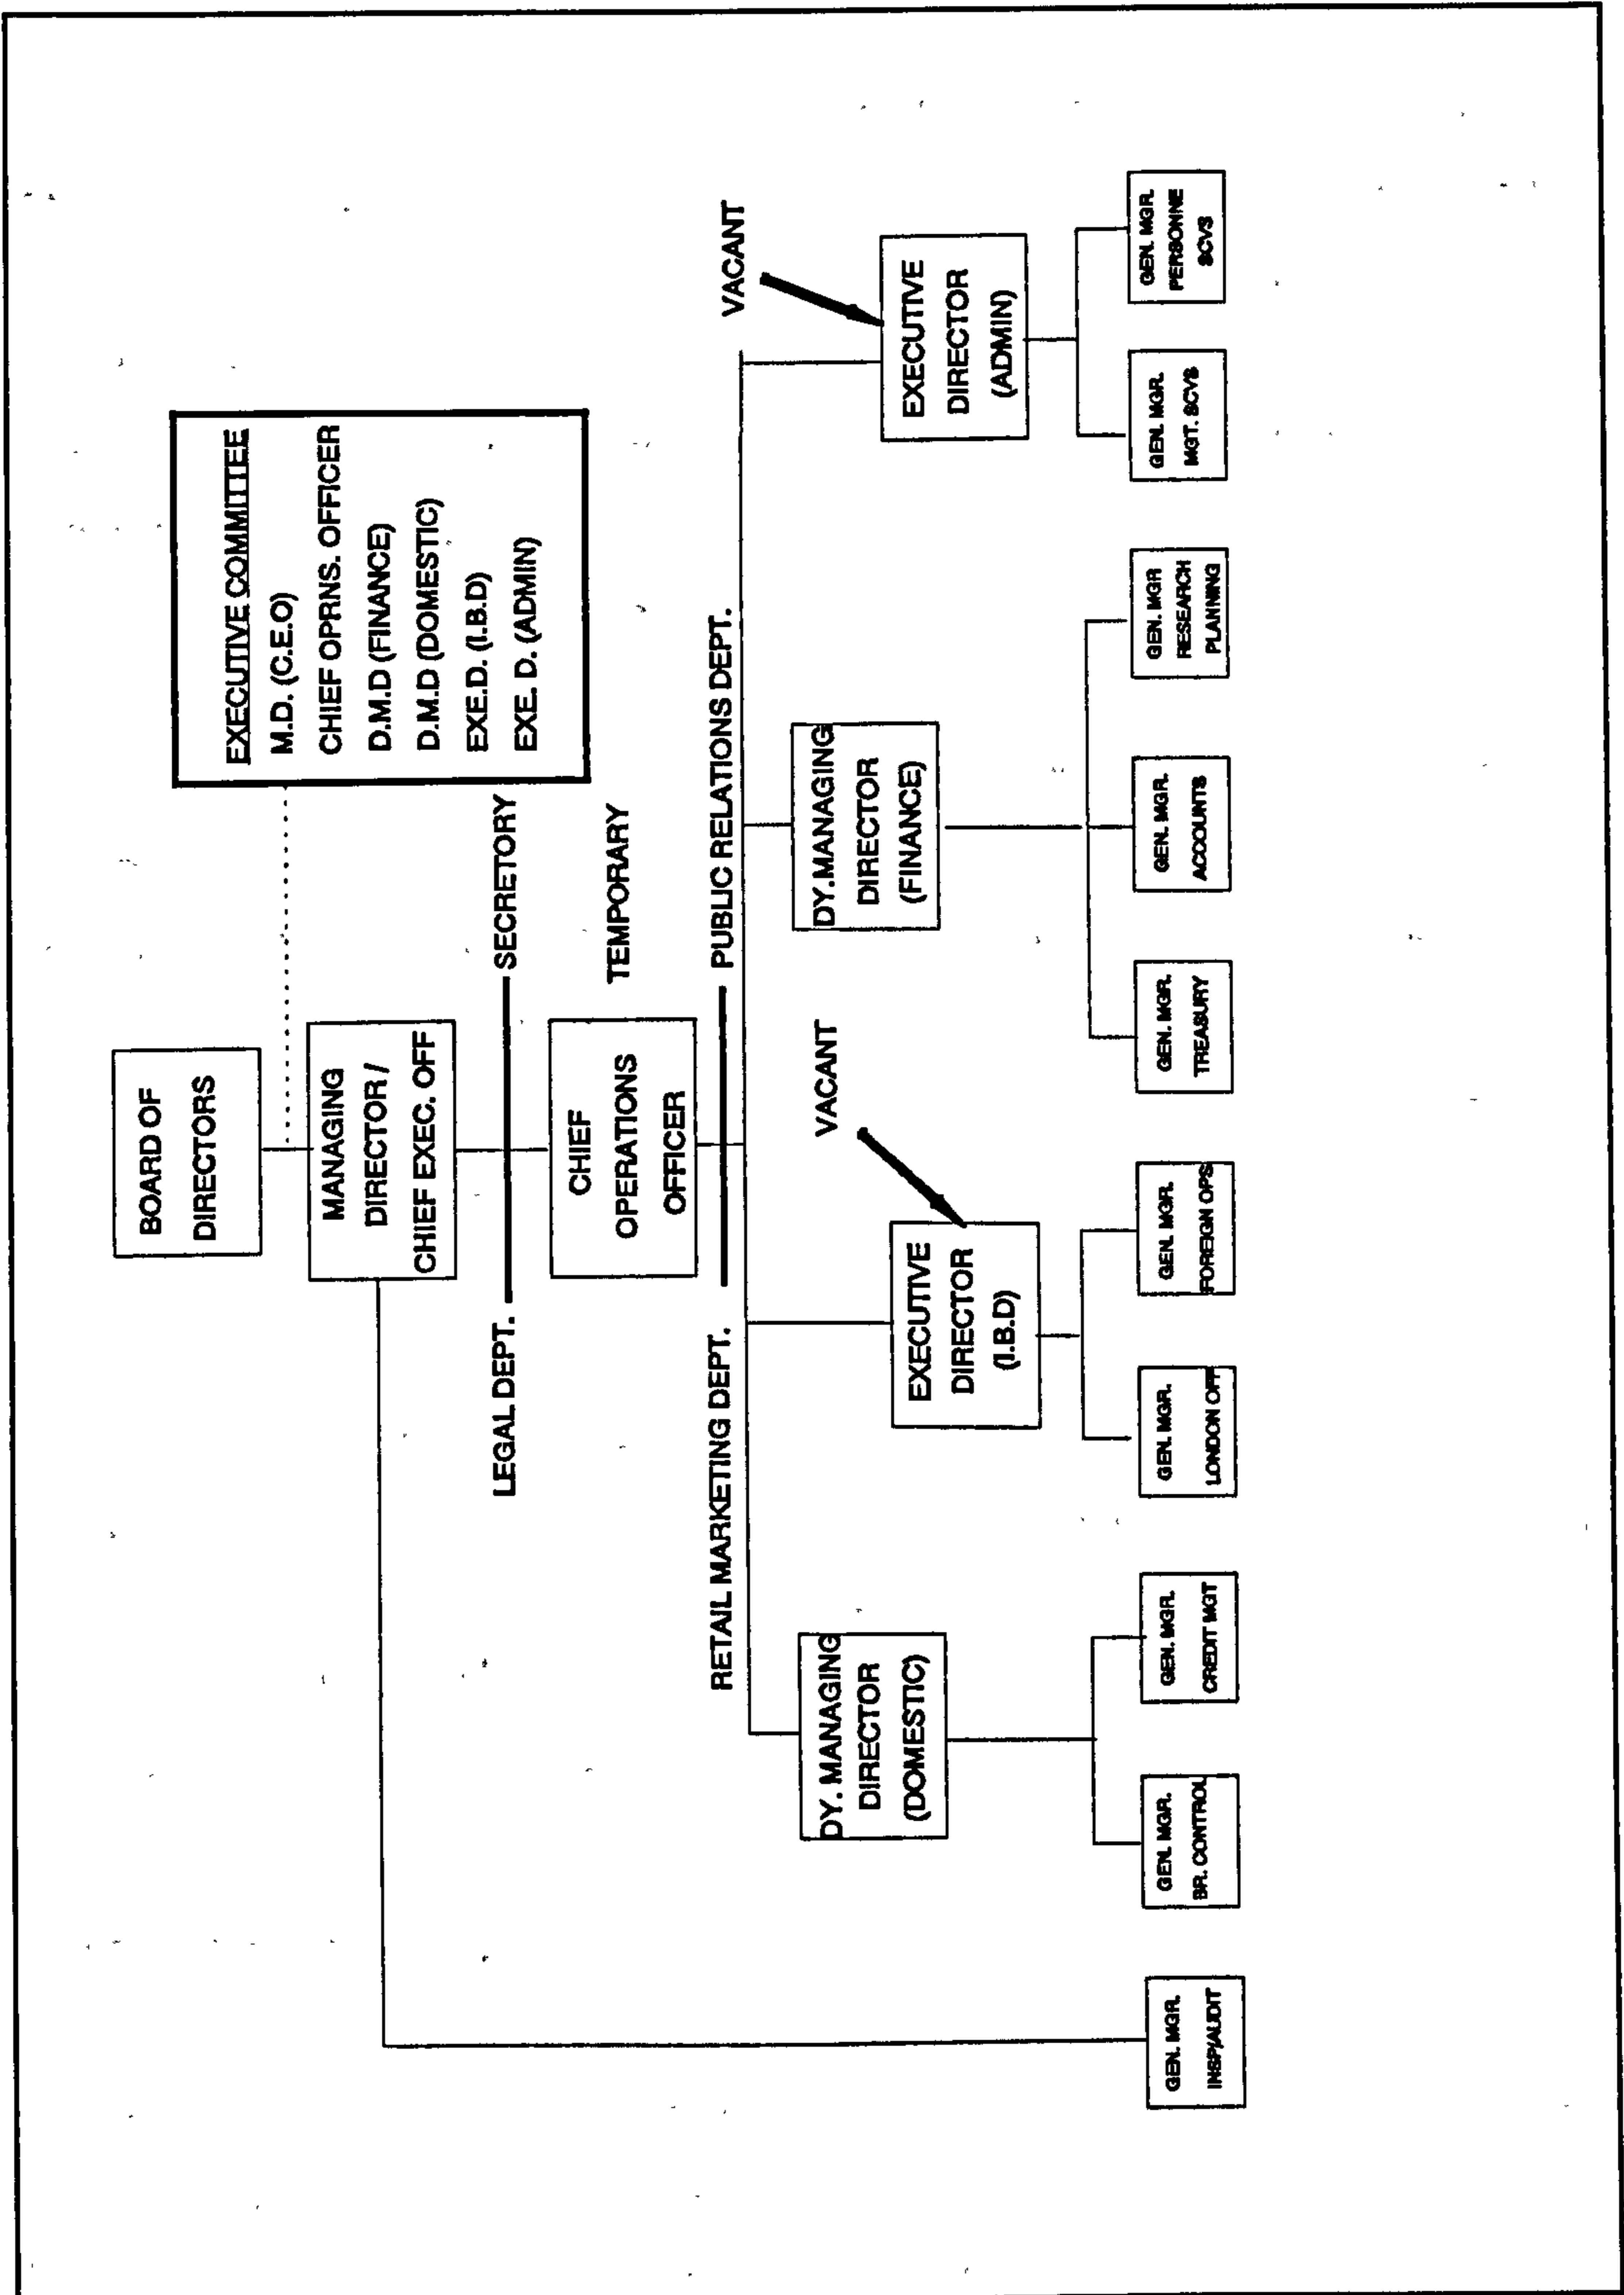 BOARD OF
DIRECTORS
EXECUTIVE COMMITTEE
M.D. (C.E.O)
CHIEF OPRNS. OFFICER
D.M.D (FINANCE)
D.M.D (DOMESTIC)
EXE.D. (I.B.D)
EXE. D. (ADMIN)
MANAGING
DIRECTOR /
CHIEF EXEC. OFF
LEGAL DEPT.
SECRETORY
CHIEF
OPERATIONS
OFFICER
TEMPORARY
RETAIL MARKETING DEPT.
PUBLIC RELATIONS DEPT.
VACANT
VACANT
DY. MANAGING
DIRECTOR
(DOMESTIC)
EXECUTIVE
DIRECTOR
(I.B.D)
DY.MANAGING
DIRECTOR
(FINANCE)
EXECUTIVE
DIRECTOR
(ADMIN)
GEN. MGR.
INSP/AUDIT
GEN. MGR.
BR. CONTROL
GEN. MGR.
CREDIT MGT
GEN. MGR.
LONDON OFF
GEN. MGR.
FOREIGN OPS
GEN. MGR.
TREASURY
GEN. MGR.
ACCOUNTS
GEN. MGR
RESEARCH
PLANNING
GEN. MGR.
MGT. SCVS
GEN. MGR.
PERSONNE
SCVS